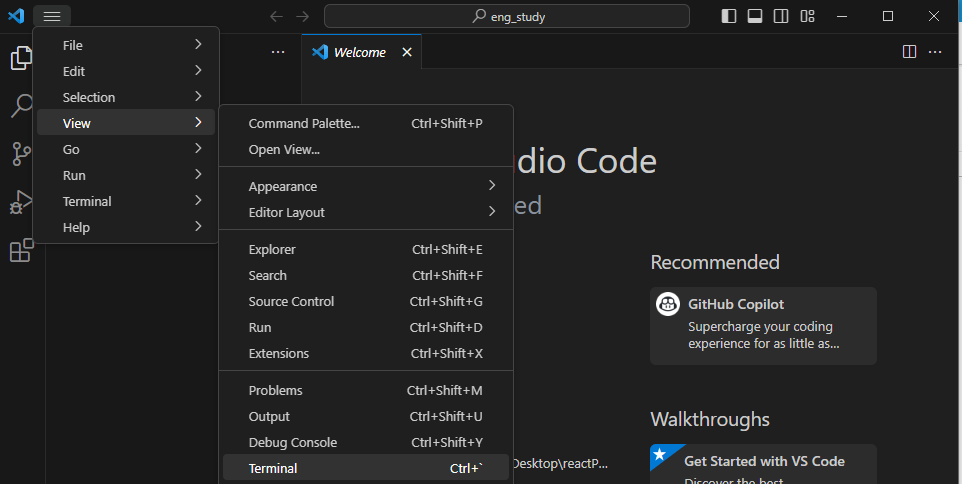 eng_study
File
Edit
Selection
View
Go
Run
Terminal
Help
Welcome
Command Palette... Ctrl+Shift+P
Open View...
Appearance
Editor Layout
Explorer Ctrl+Shift+E
Search Ctrl+Shift+F
Source Control Ctrl+Shift+G
Run Ctrl+Shift+D
Extensions Ctrl+Shift+X
Problems Ctrl+Shift+M
Output Ctrl+Shift+U
Debug Console Ctrl+Shift+Y
Terminal Ctrl+`
dio Code
ed
Recommended
GitHub Copilot
Supercharge your coding
experience for as little as...
Walkthroughs
Get Started with VS Code
Discover the best
Desktop\reactP...